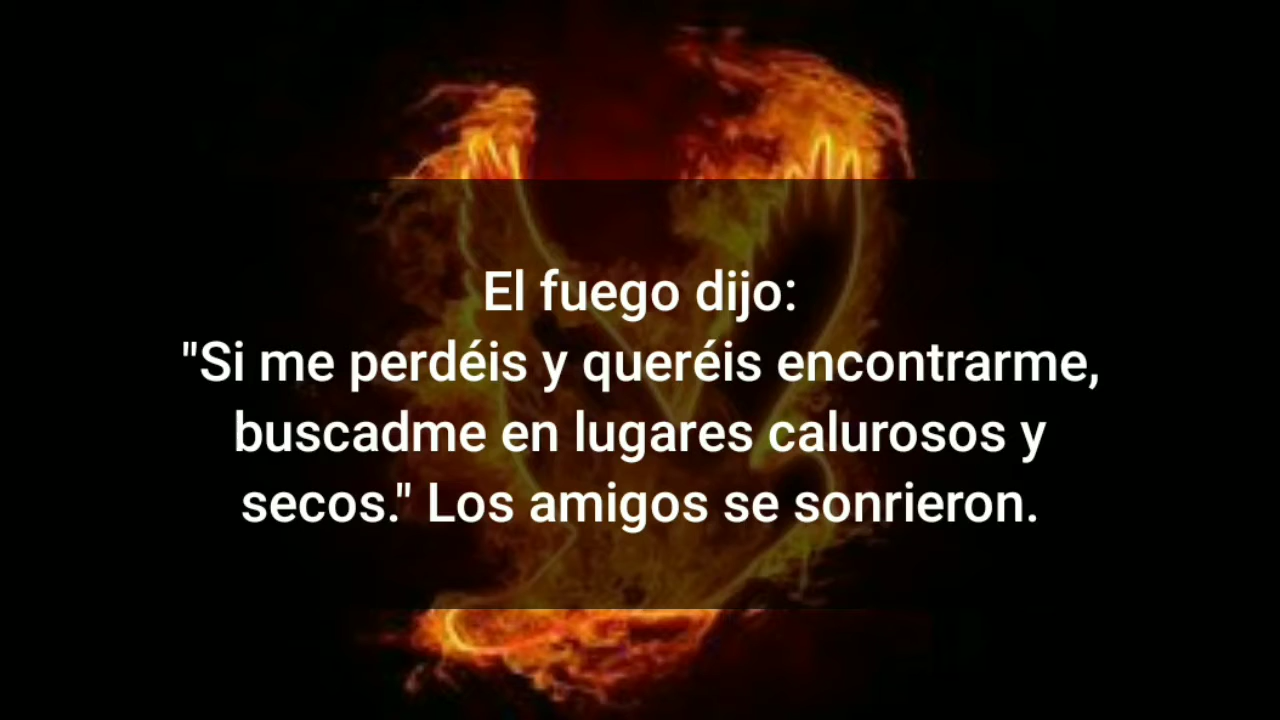 El fuego dijo:
"Si me perdéis y queréis encontrarme,
buscadme en lugares calurosos y
secos." Los amigos se sonrieron.